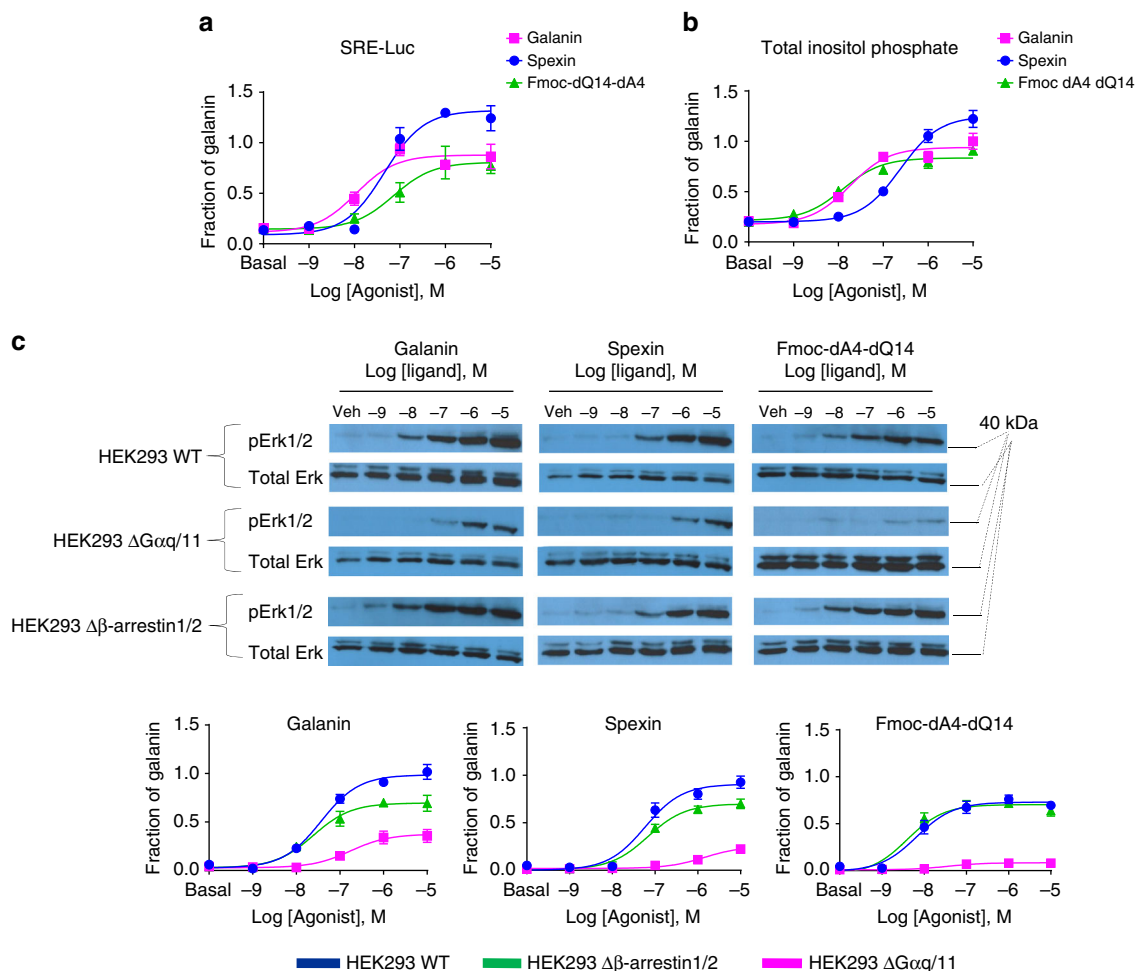 a
SRE-Luc
Galanin
Spexin
Fmoc-dQ14-dA4
Fraction of galanin
1.5
1.0
0.5
0.0
Basal –9 –8 –7 –6 –5
Log [Agonist], M
b
Total inositol phosphate
Galanin
Spexin
Fmoc dA4 dQ14
Fraction of galanin
1.5
1.0
0.5
0.0
Basal –9 –8 –7 –6 –5
Log [Agonist], M
c
Galanin
Log [ligand], M
Veh –9 –8 –7 –6 –5
Spexin
Log [ligand], M
Veh –9 –8 –7 –6 –5
Fmoc-dA4-dQ14
Log [ligand], M
Veh –9 –8 –7 –6 –5
40 kDa
HEK293 WT
pErk1/2
Total Erk
HEK293 ΔGαq/11
pErk1/2
Total Erk
HEK293 Δβ-arrestin1/2
pErk1/2
Total Erk
Galanin
Fraction of galanin
1.5
1.0
0.5
0.0
Basal –9 –8 –7 –6 –5
Log [Agonist], M
Spexin
Fraction of galanin
1.5
1.0
0.5
0.0
Basal –9 –8 –7 –6 –5
Log [Agonist], M
Fmoc-dA4-dQ14
Fraction of galanin
1.5
1.0
0.5
0.0
Basal –9 –8 –7 –6 –5
Log [Agonist], M
HEK293 WT
HEK293 Δβ-arrestin1/2
HEK293 ΔGαq/11